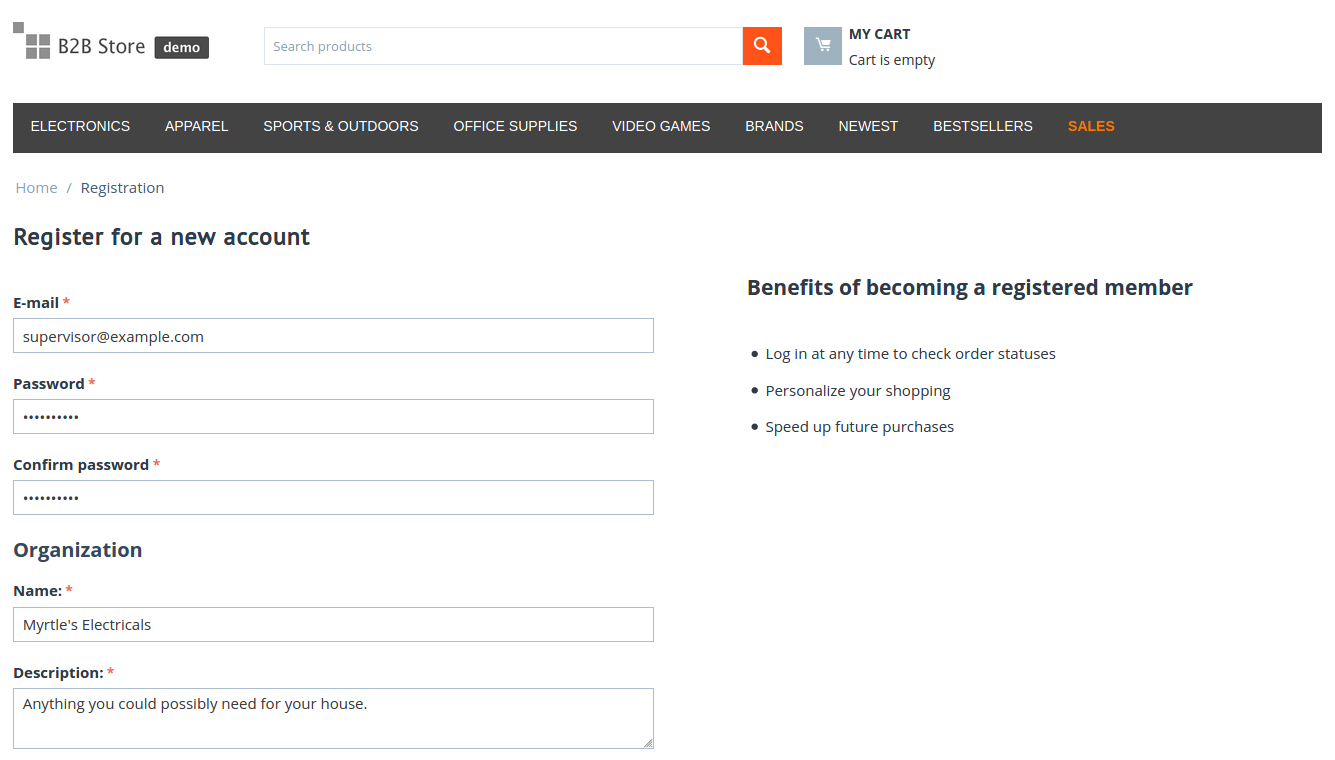 B2B Store demo
Search products
MY CART
Cart is empty
ELECTRONICS APPAREL SPORTS & OUTDOORS OFFICE SUPPLIES VIDEO GAMES BRANDS NEWEST BESTSELLERS SALES
Home / Registration
Register for a new account
E-mail *
supervisor@example.com
Password *
••••••••••
Confirm password *
••••••••••
Organization
Name: *
Myrtle's Electricals
Description: *
Anything you could possibly need for your house.
Benefits of becoming a registered member
• Log in at any time to check order statuses
• Personalize your shopping
• Speed up future purchases